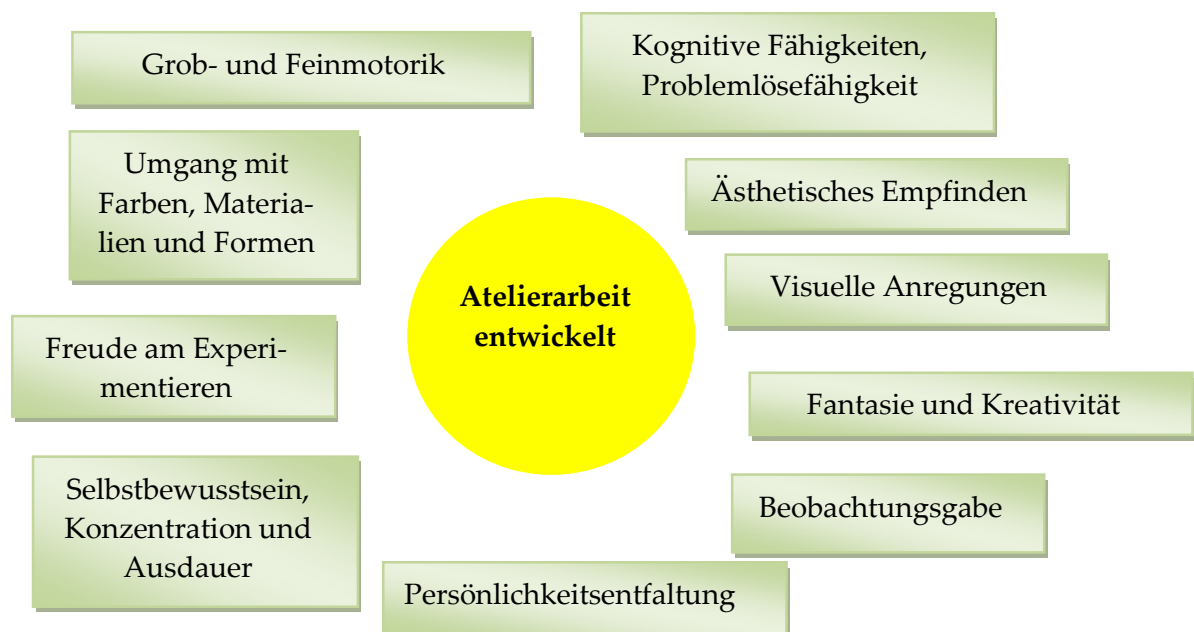 Grob- und Feinmotorik
Kognitive Fähigkeiten,
Problemlösefähigkeit
Umgang mit
Farben, Materia-
lien und Formen
Ästhetisches Empfinden
Atelierarbeit
entwickelt
Visuelle Anregungen
Freude am Experi-
mentieren
Fantasie und Kreativität
Selbstbewusstsein,
Konzentration und
Ausdauer
Beobachtungsgabe
Persönlichkeitsentfaltung